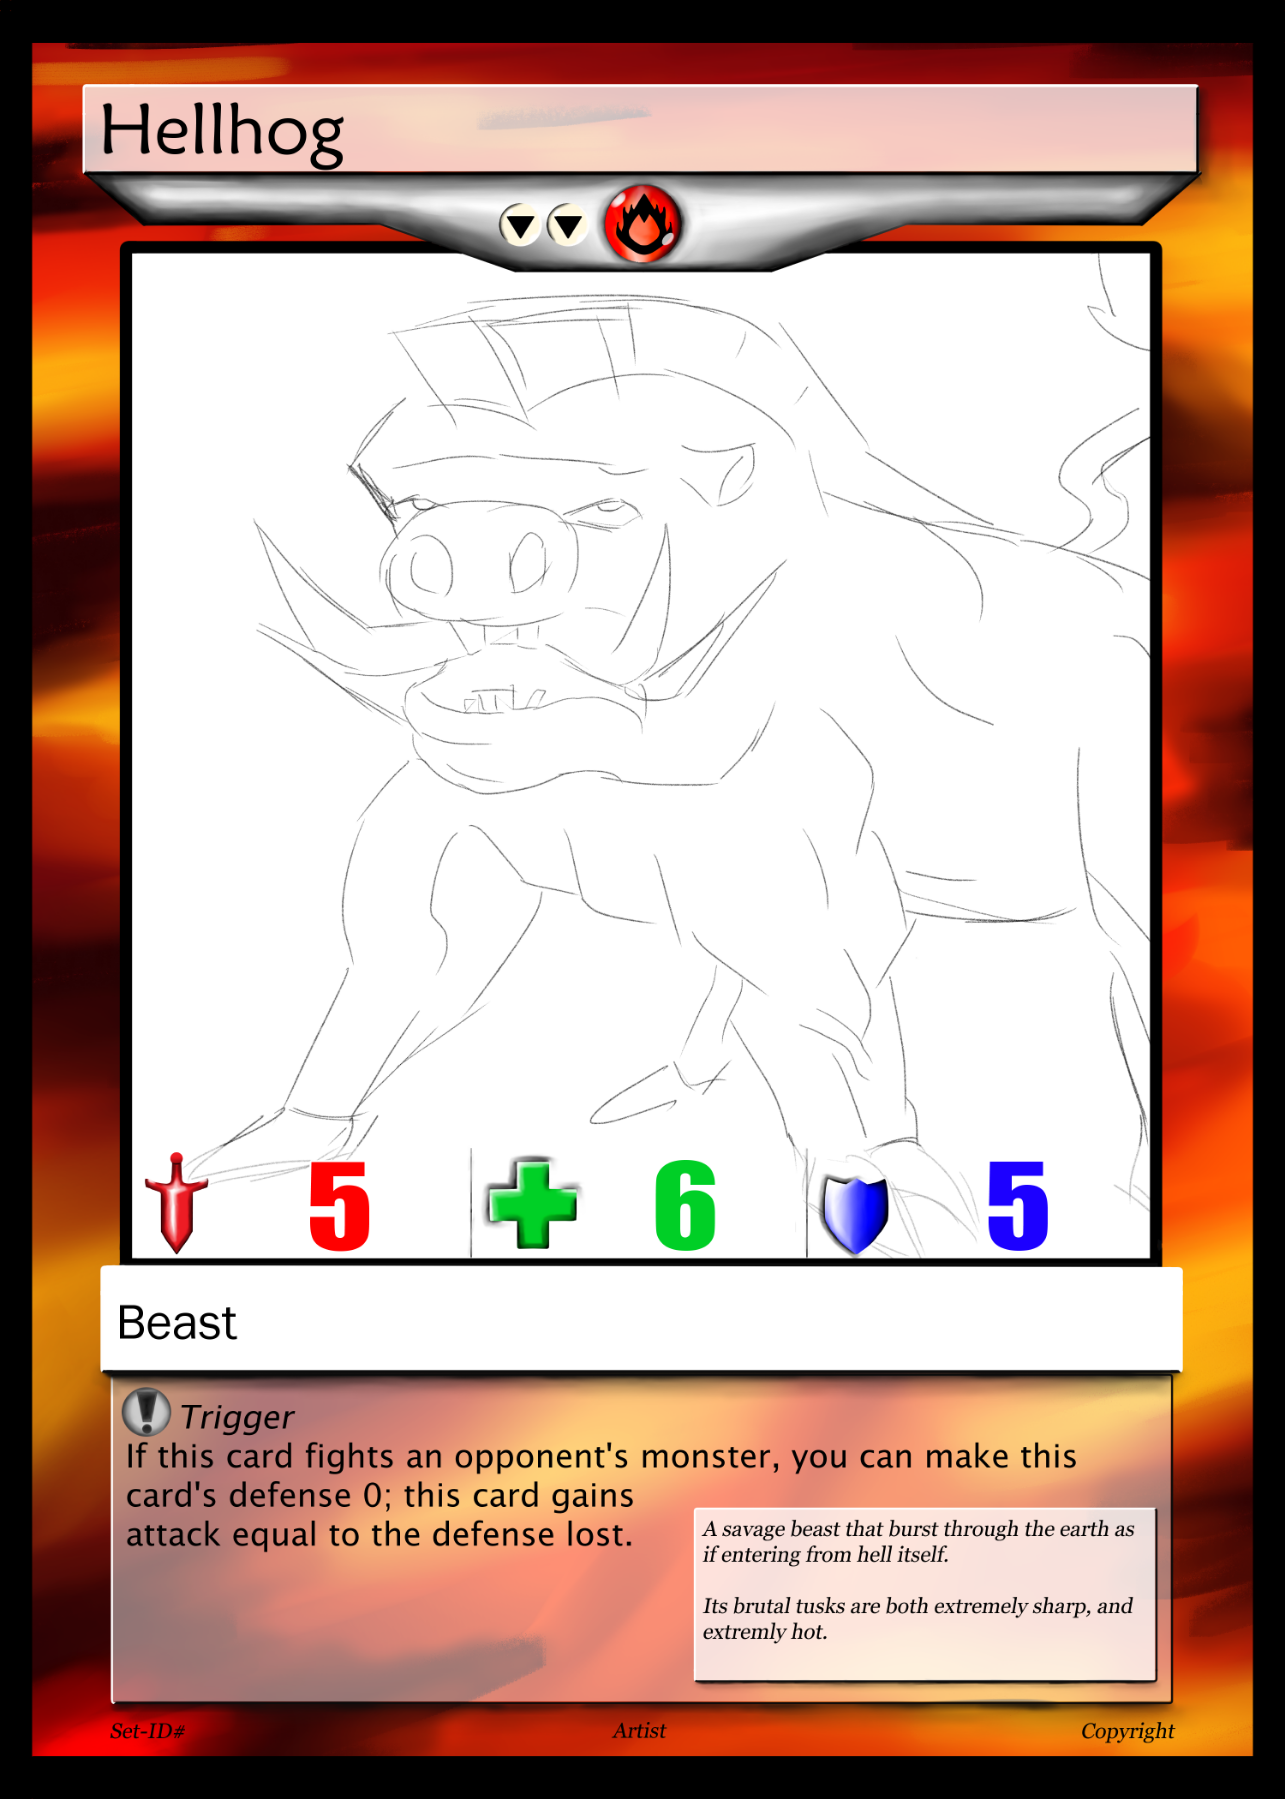 Hellhog
5 6 5
Beast
Trigger
If this card fights an opponent's monster, you can make this
card's defense 0; this card gains
attack equal to the defense lost.
A savage beast that burst through the earth as
if entering from hell itself.
Its brutal tusks are both extremely sharp, and
extremly hot.
Set-ID# Artist Copyright